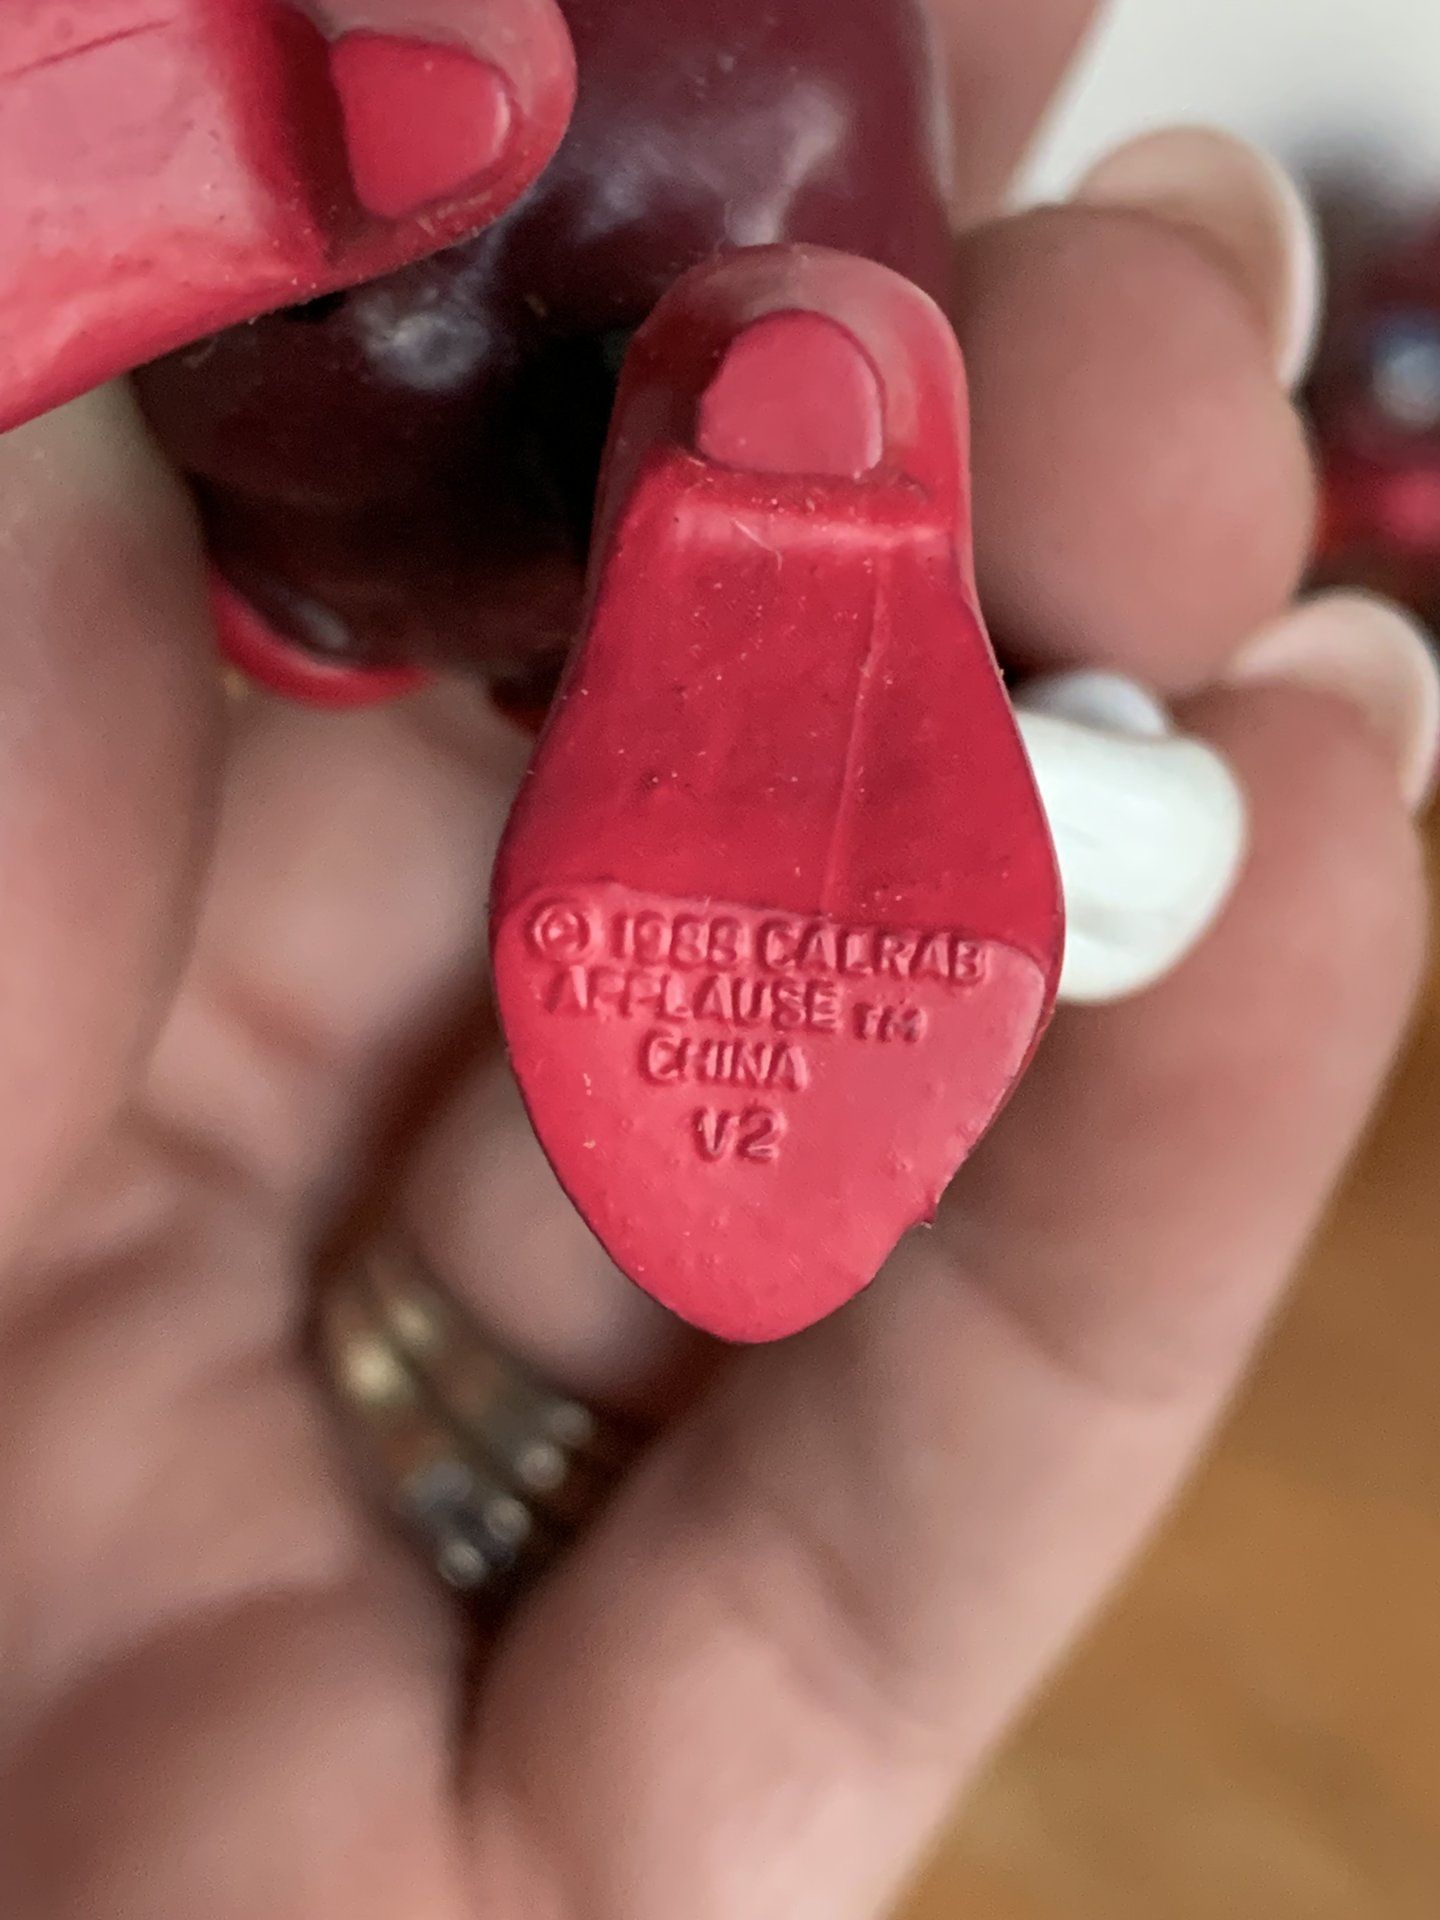 © 1988 CALRAB
APPLAUSE TM
CHINA
V2